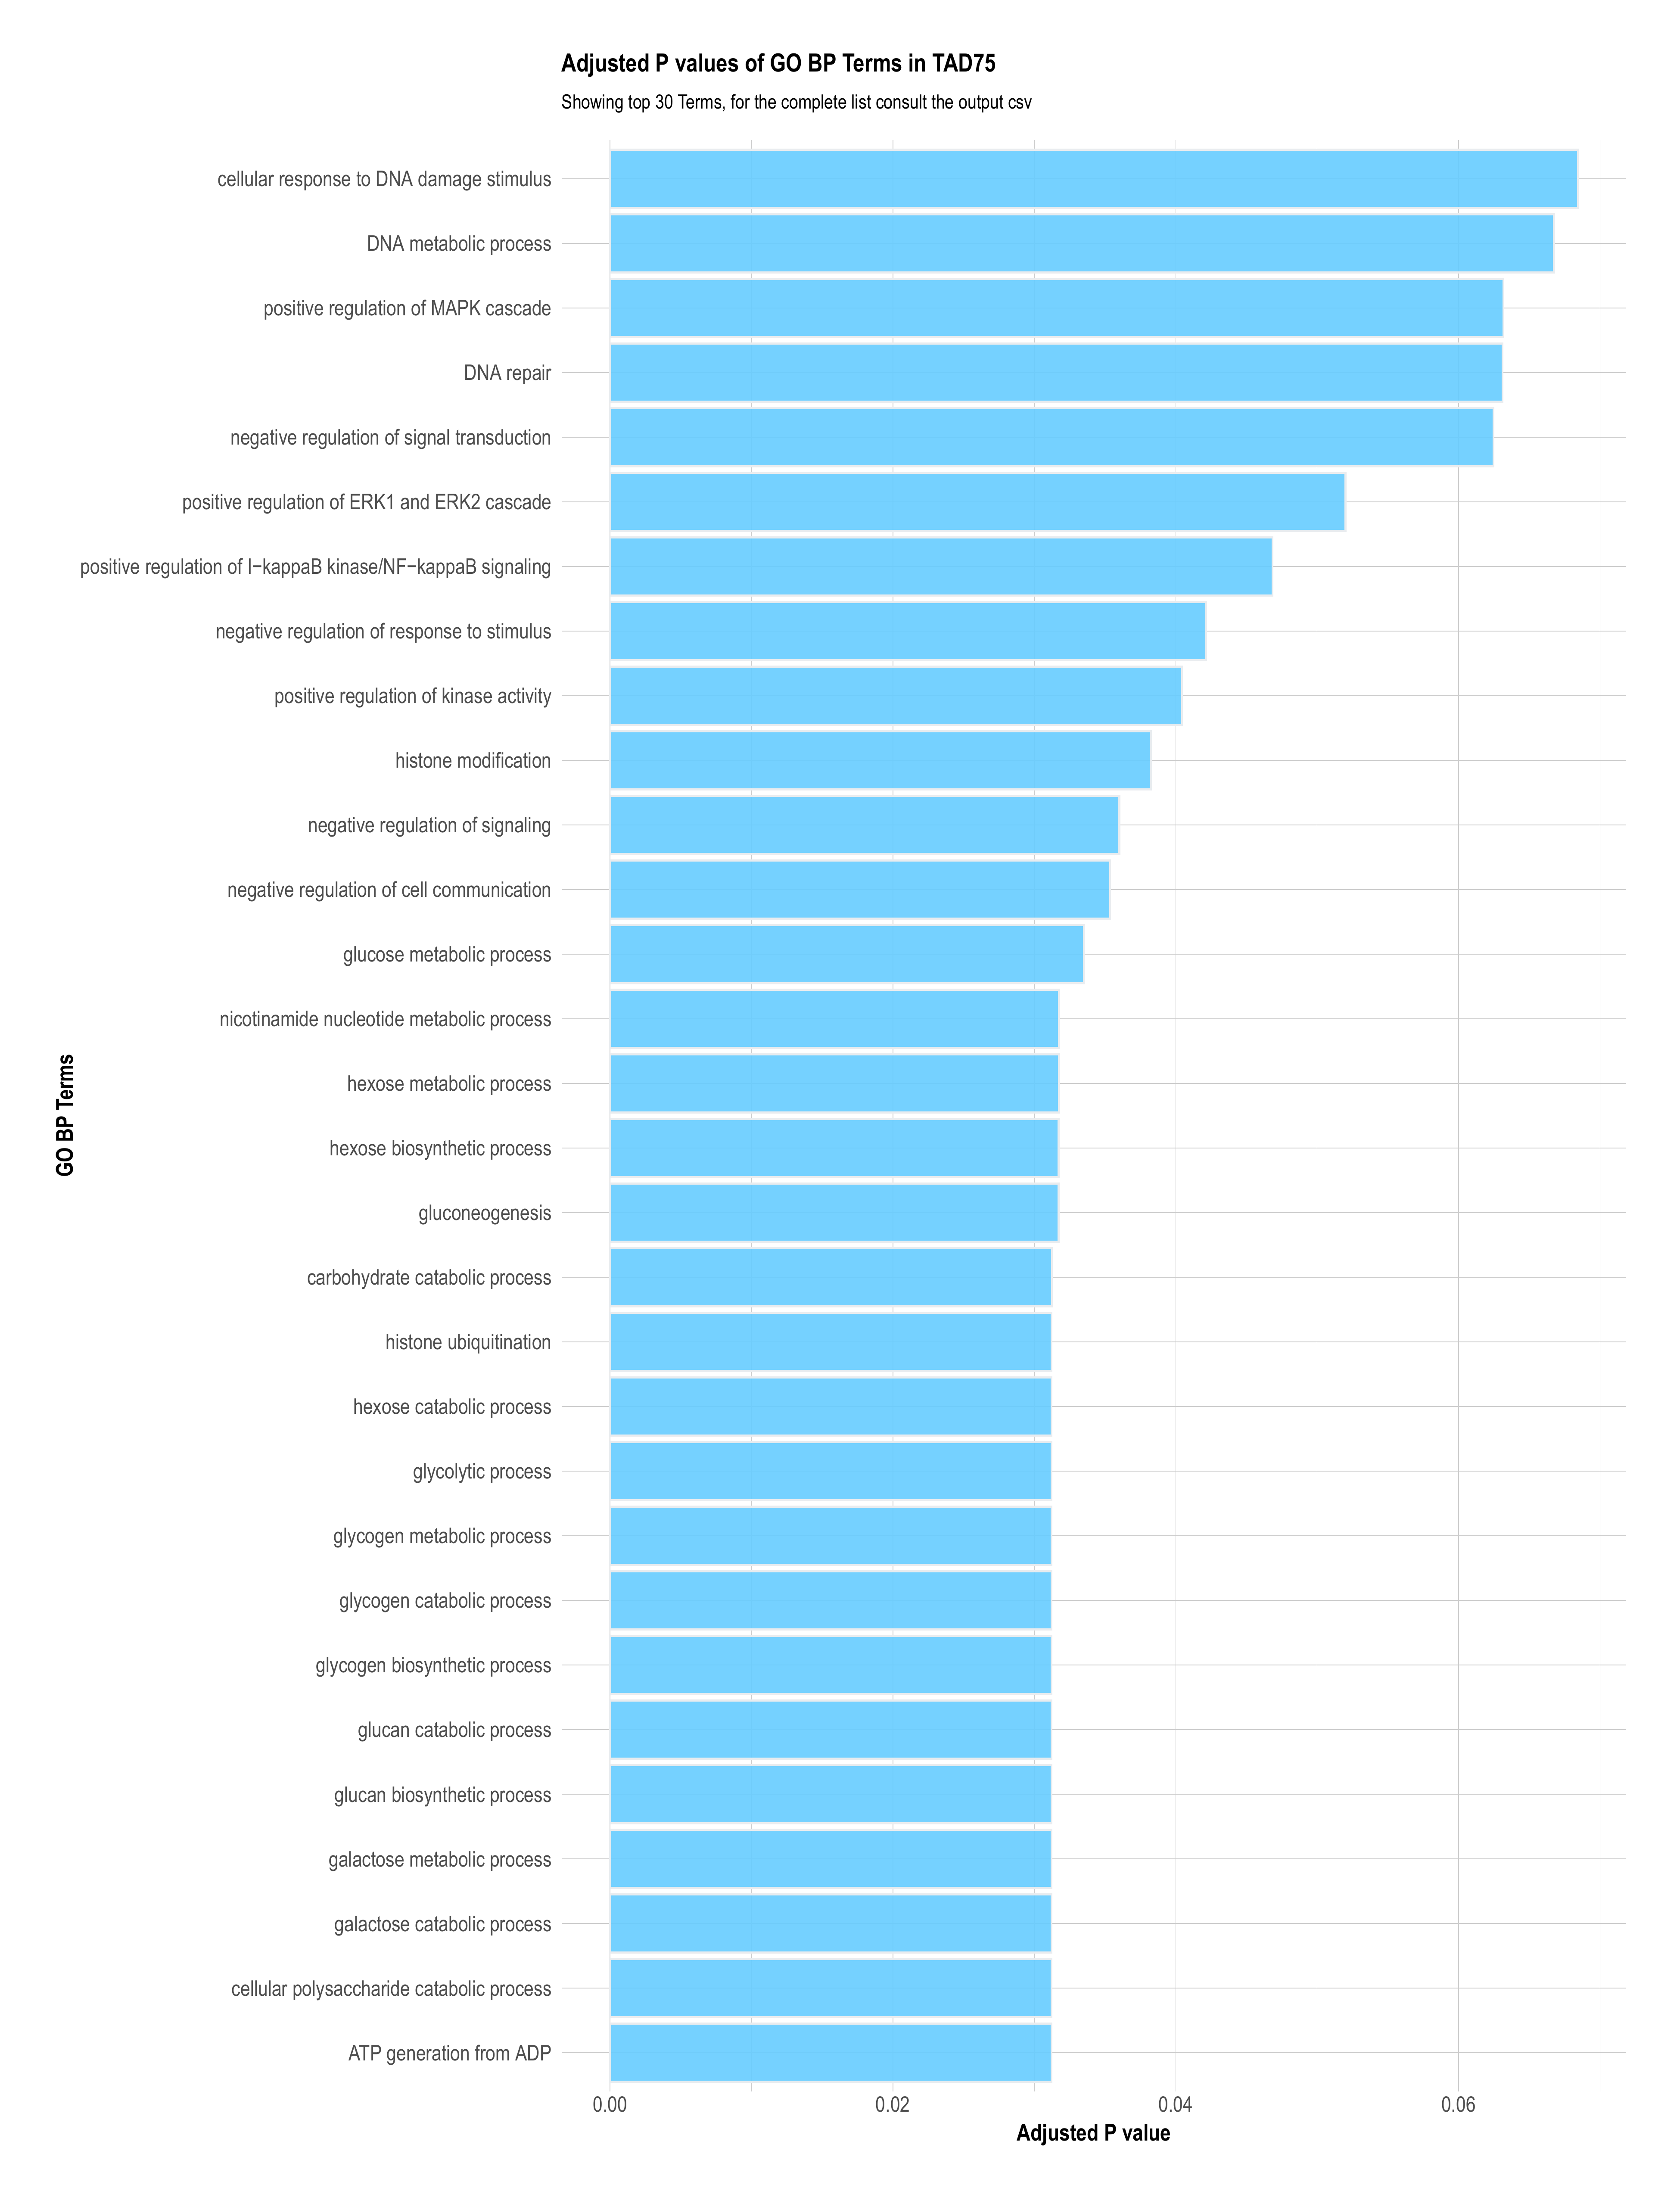 Adjusted P values of GO BP Terms in TAD75
Showing top 30 Terms, for the complete list consult the output csv
cellular response to DNA damage stimulus
DNA metabolic process
positive regulation of MAPK cascade
DNA repair
negative regulation of signal transduction
positive regulation of ERK1 and ERK2 cascade
positive regulation of I−kappaB kinase/NF−kappaB signaling
negative regulation of response to stimulus
positive regulation of kinase activity
histone modification
negative regulation of signaling
negative regulation of cell communication
glucose metabolic process
nicotinamide nucleotide metabolic process
hexose metabolic process
hexose biosynthetic process
gluconeogenesis
carbohydrate catabolic process
histone ubiquitination
hexose catabolic process
glycolytic process
glycogen metabolic process
glycogen catabolic process
glycogen biosynthetic process
glucan catabolic process
glucan biosynthetic process
galactose metabolic process
galactose catabolic process
cellular polysaccharide catabolic process
ATP generation from ADP
GO BP Terms
0.00 0.02 0.04 0.06
Adjusted P value